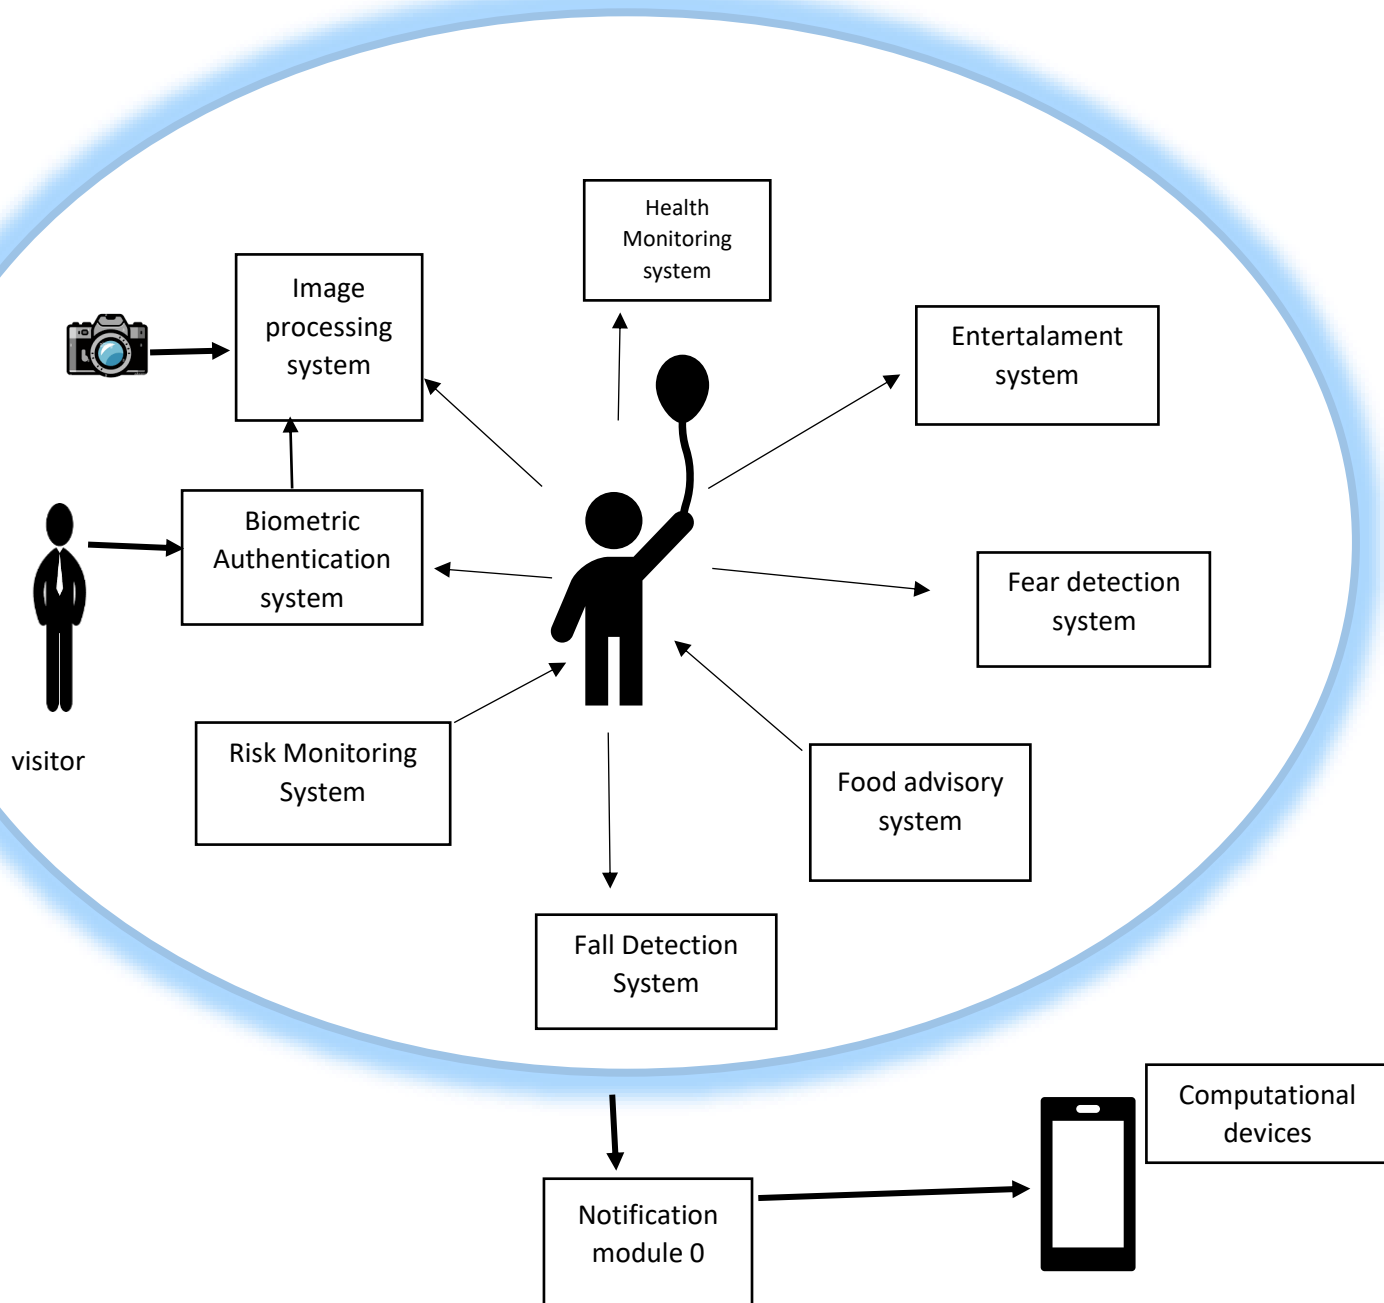 Health
Monitoring
system
Image
processing
system
Entertalament
system
Biometric
Authentication
system
Fear detection
system
visitor
Risk Monitoring
System
Food advisory
system
Fall Detection
System
Computational
devices
Notification
module 0